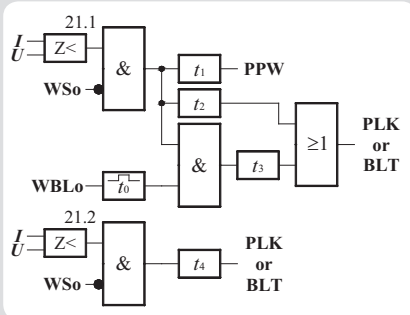 21.1
I
U
Z<
&
t1
PPW
WSo
t2
PLK
or
BLT
≥1
&
t3
WBLo
t0
21.2
I
U
Z<
&
t4
PLK
or
BLT
WSo